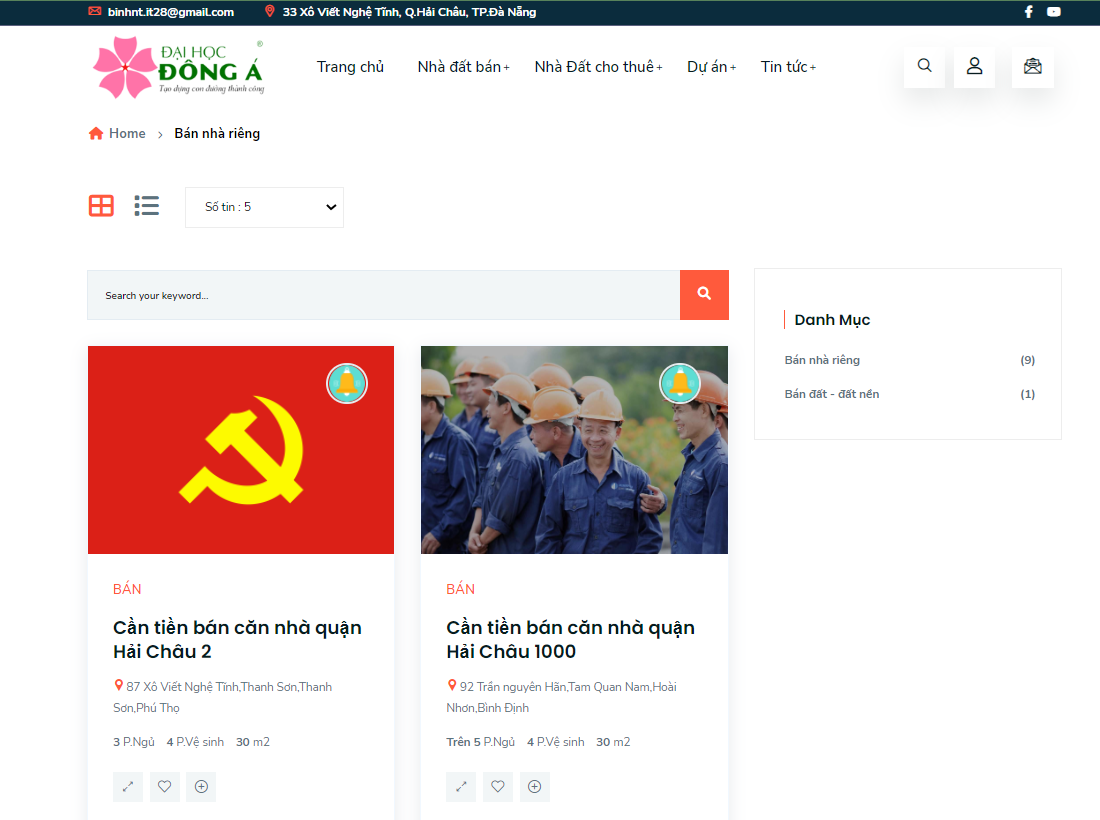 binhnt.it28@gmail.com 33 Xô Viết Nghệ Tĩnh, Q.Hải Châu, TP.Đà Nẵng
ĐẠI HỌC ®
ĐÔNG Á
Tạo dựng con đường thành công
Trang chủ Nhà đất bán+ Nhà Đất cho thuê+ Dự án+ Tin tức+
Home > Bán nhà riêng
Số tin : 5
Search your keyword...
Danh Mục
Bán nhà riêng (9)
Bán đất - đất nền (1)
BÁN
Cần tiền bán căn nhà quận
Hải Châu 2
87 Xô Viết Nghệ Tĩnh,Thanh Sơn,Thanh
Sơn,Phú Thọ
3 P.Ngủ 4 P.Vệ sinh 30 m2
BÁN
Cần tiền bán căn nhà quận
Hải Châu 1000
92 Trần nguyên Hãn,Tam Quan Nam,Hoài
Nhơn,Bình Định
Trên 5 P.Ngủ 4 P.Vệ sinh 30 m2